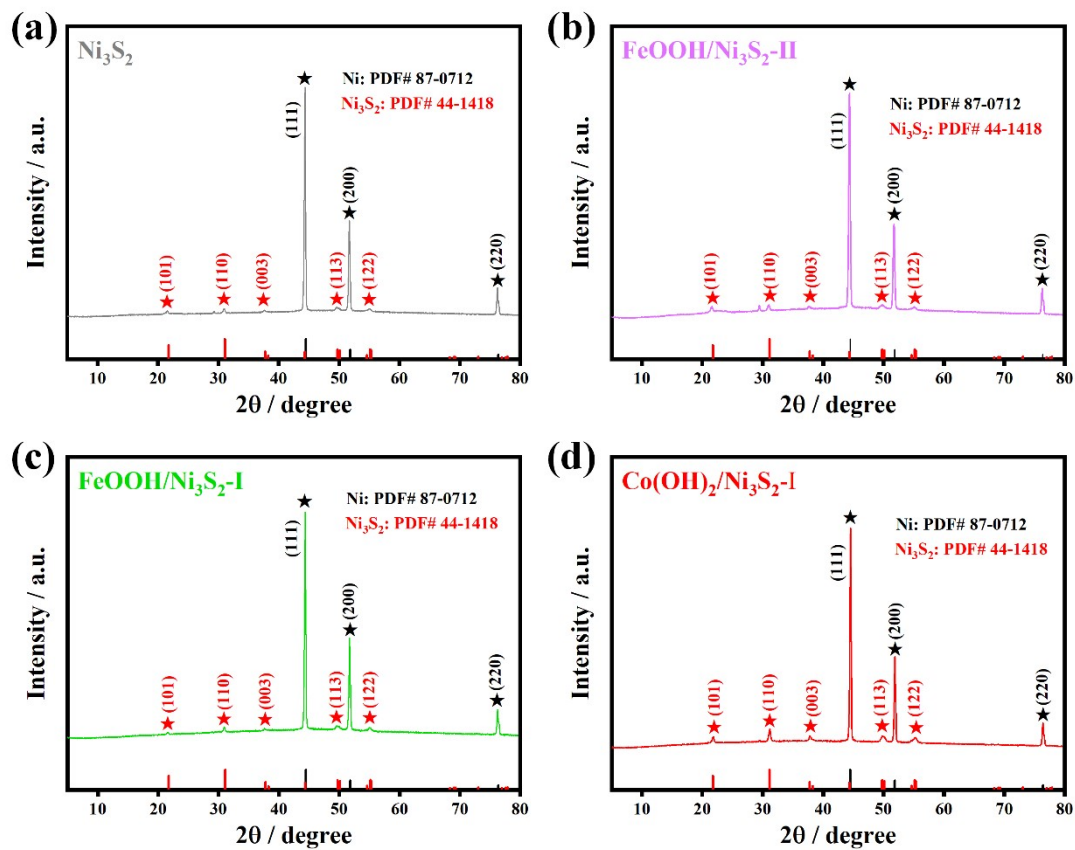 (a)
Ni₃S₂
Ni: PDF# 87-0712
Ni₃S₂: PDF# 44-1418
(111)
(200)
(220)
(101)
(110)
(003)
(113)
(122)
Intensity / a.u.
10 20 30 40 50 60 70 80
2θ / degree
(b)
FeOOH/Ni₃S₂-II
Ni: PDF# 87-0712
Ni₃S₂: PDF# 44-1418
(111)
(200)
(220)
(101)
(110)
(003)
(113)
(122)
Intensity / a.u.
10 20 30 40 50 60 70 80
2θ / degree
(c)
FeOOH/Ni₃S₂-I
Ni: PDF# 87-0712
Ni₃S₂: PDF# 44-1418
(111)
(200)
(220)
(101)
(110)
(003)
(113)
(122)
Intensity / a.u.
10 20 30 40 50 60 70 80
2θ / degree
(d)
Co(OH)₂/Ni₃S₂-I
Ni: PDF# 87-0712
Ni₃S₂: PDF# 44-1418
(111)
(200)
(220)
(101)
(110)
(003)
(113)
(122)
Intensity / a.u.
10 20 30 40 50 60 70 80
2θ / degree